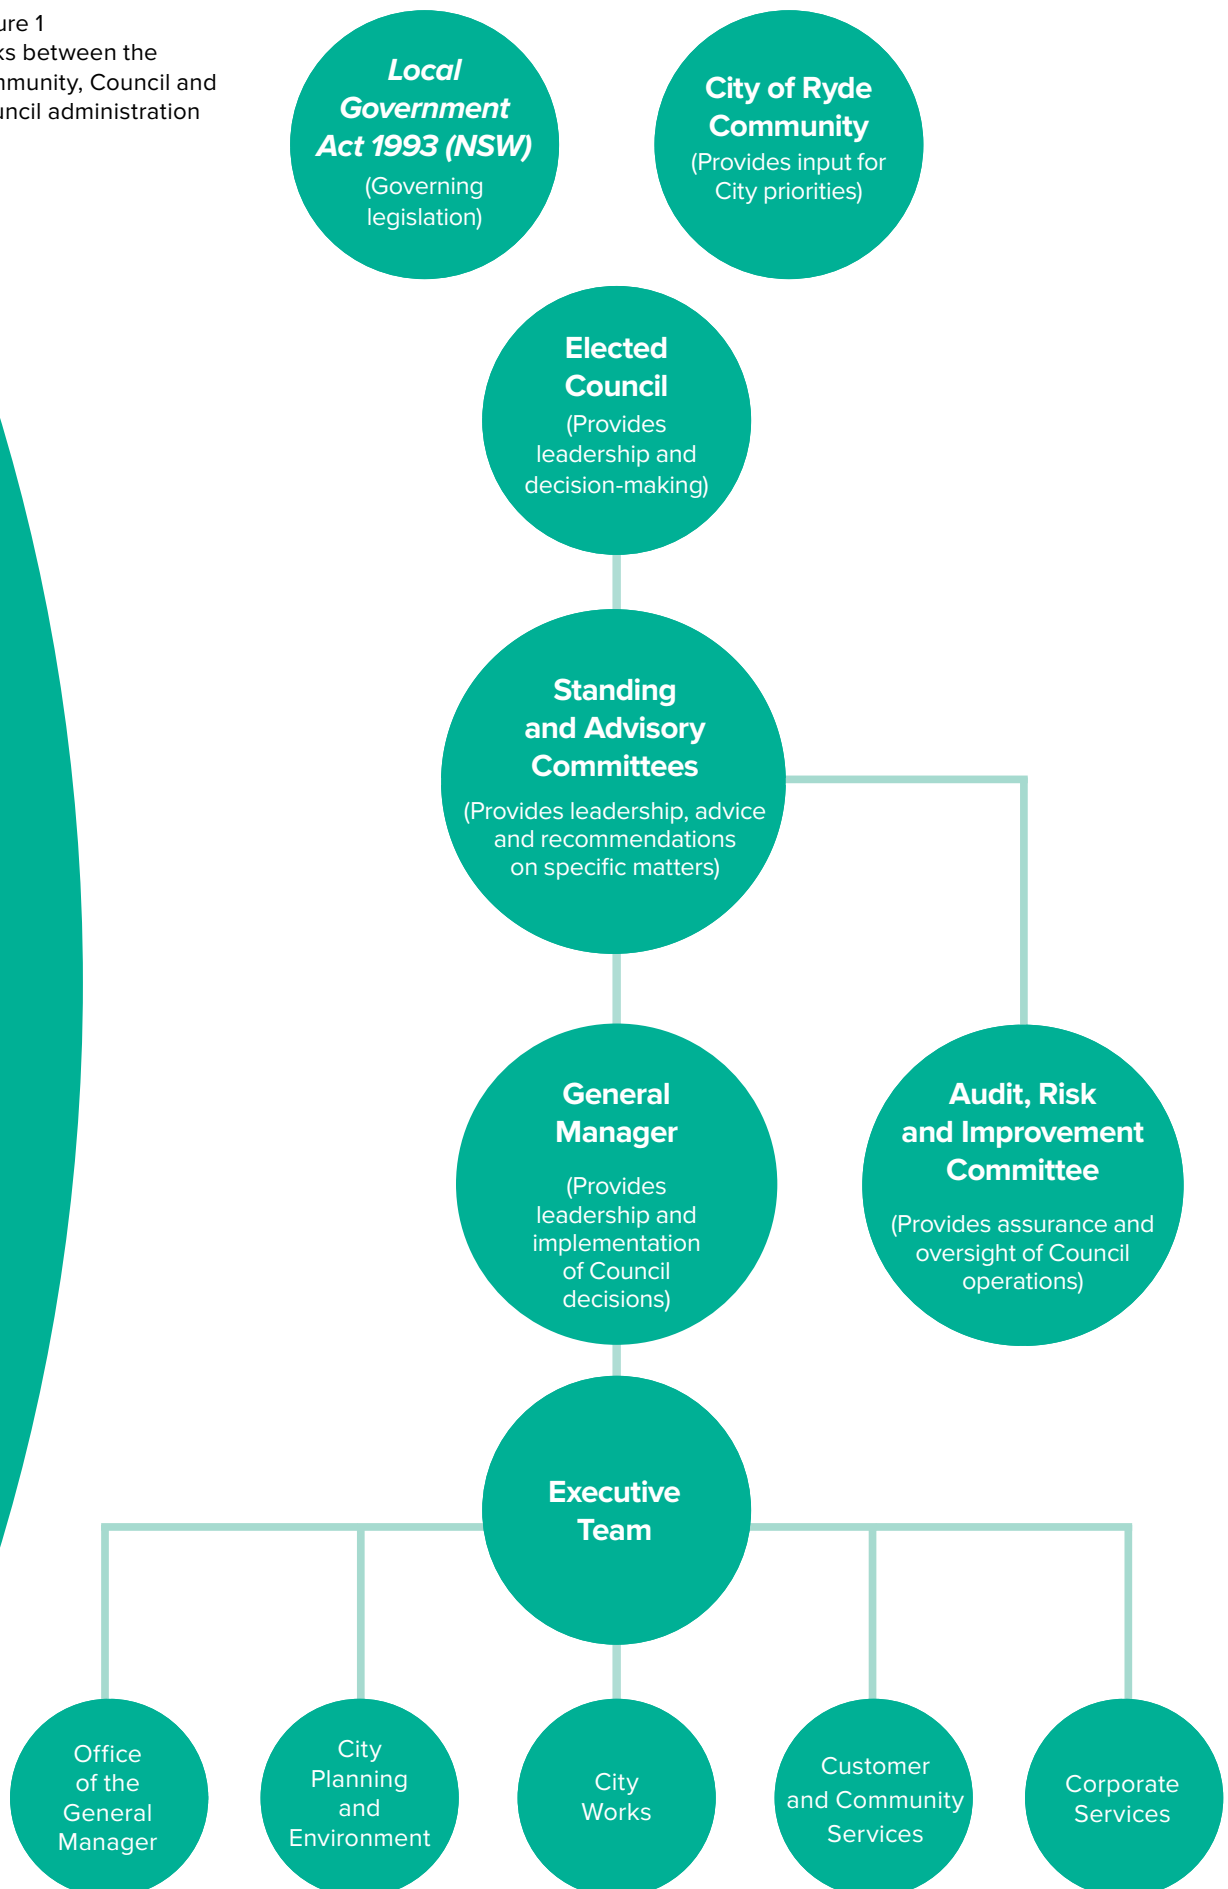 ure 1
ks between the
mmunity, Council and
uncil administration
Local
Government
Act 1993 (NSW)
(Governing
legislation)
City of Ryde
Community
(Provides input for
City priorities)
Elected
Council
(Provides
leadership and
decision-making)
Standing
and Advisory
Committees
(Provides leadership, advice
and recommendations
on specific matters)
General
Manager
(Provides
leadership and
implementation
of Council
decisions)
Audit, Risk
and Improvement
Committee
(Provides assurance and
oversight of Council
operations)
Executive
Team
Office
of the
General
Manager
City
Planning
and
Environment
City
Works
Customer
and Community
Services
Corporate
Services